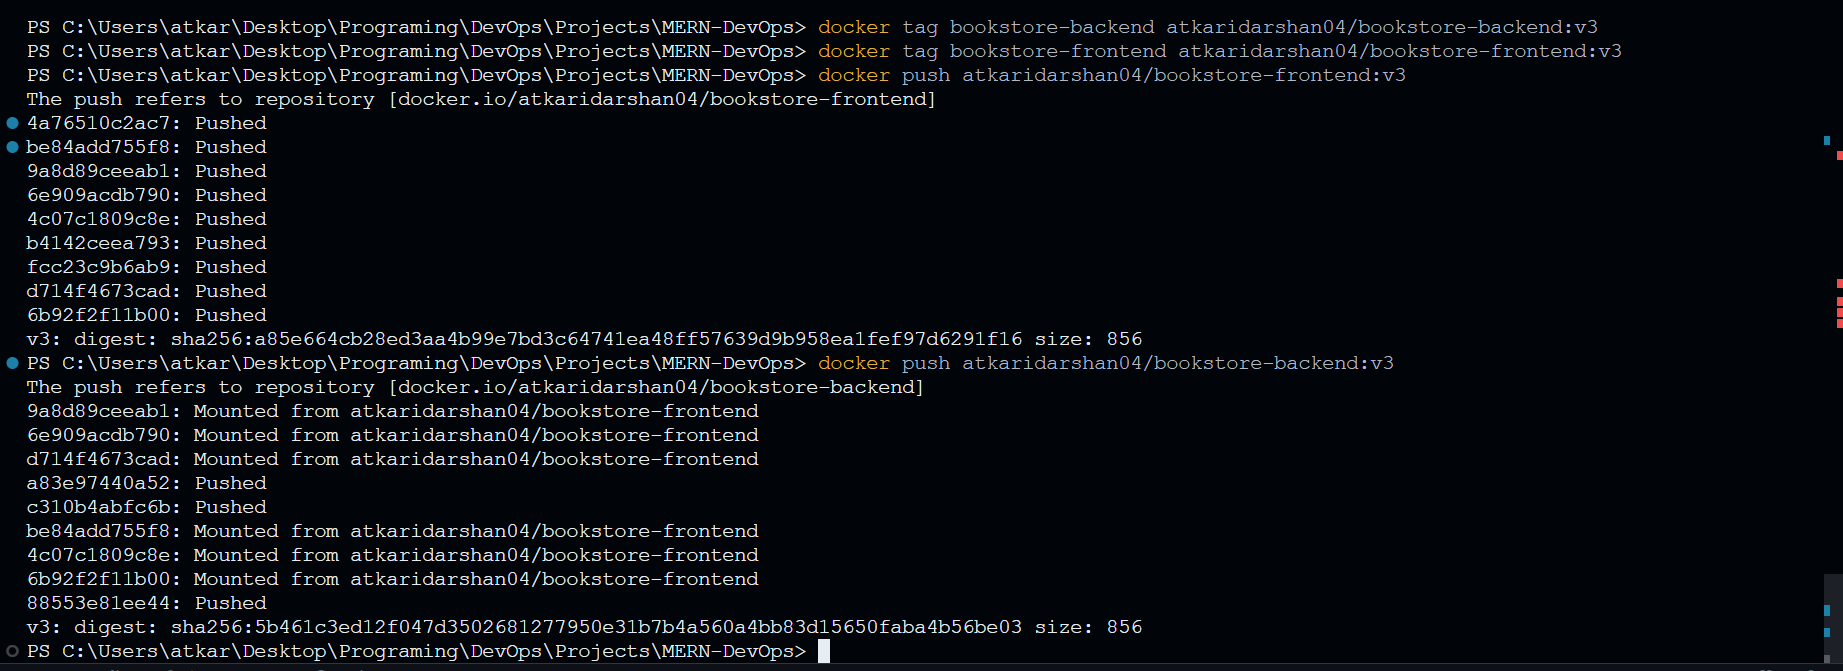 PS C:\Users\atkar\Desktop\Programing\DevOps\Projects\MERN-DevOps> docker tag bookstore-backend atkaridarshan04/bookstore-backend:v3
PS C:\Users\atkar\Desktop\Programing\DevOps\Projects\MERN-DevOps> docker tag bookstore-frontend atkaridarshan04/bookstore-frontend:v3
PS C:\Users\atkar\Desktop\Programing\DevOps\Projects\MERN-DevOps> docker push atkaridarshan04/bookstore-frontend:v3
The push refers to repository [docker.io/atkaridarshan04/bookstore-frontend]
4a76510c2ac7: Pushed
be84add755f8: Pushed
9a8d89ceeab1: Pushed
6e909acdb790: Pushed
4c07c1809c8e: Pushed
b4142ceea793: Pushed
fcc23c9b6ab9: Pushed
d714f4673cad: Pushed
6b92f2f11b00: Pushed
v3: digest: sha256:a85e664cb28ed3aa4b99e7bd3c64741ea48ff57639d9b958ea1fef97d6291f16 size: 856
PS C:\Users\atkar\Desktop\Programing\DevOps\Projects\MERN-DevOps> docker push atkaridarshan04/bookstore-backend:v3
The push refers to repository [docker.io/atkaridarshan04/bookstore-backend]
9a8d89ceeab1: Mounted from atkaridarshan04/bookstore-frontend
6e909acdb790: Mounted from atkaridarshan04/bookstore-frontend
d714f4673cad: Mounted from atkaridarshan04/bookstore-frontend
a83e97440a52: Pushed
c310b4abfc6b: Pushed
be84add755f8: Mounted from atkaridarshan04/bookstore-frontend
4c07c1809c8e: Mounted from atkaridarshan04/bookstore-frontend
6b92f2f11b00: Mounted from atkaridarshan04/bookstore-frontend
88553e81ee44: Pushed
v3: digest: sha256:5b461c3ed12f047d3502681277950e31b7b4a560a4bb83d15650faba4b56be03 size: 856
PS C:\Users\atkar\Desktop\Programing\DevOps\Projects\MERN-DevOps>